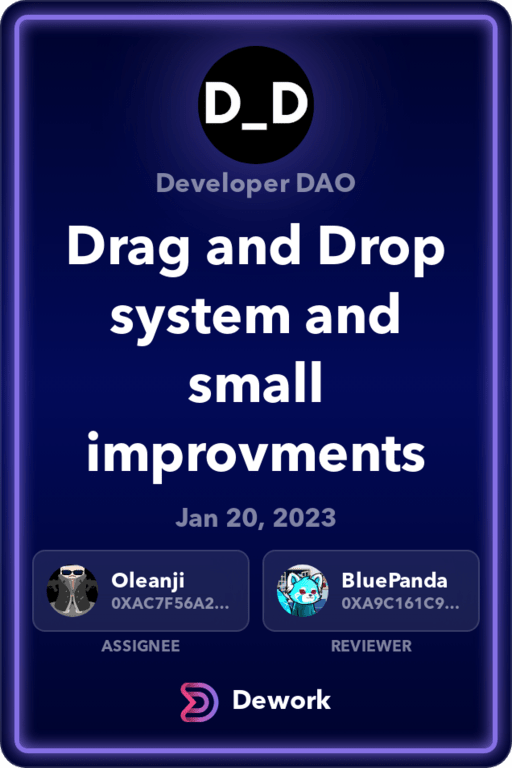 D_D
Developer DAO
Drag and Drop
system and
small
improvments
Jan 20, 2023
Oleanji
0XAC7F56A2...
BluePanda
0XA9C161C9...
ASSIGNEE
REVIEWER
Dework